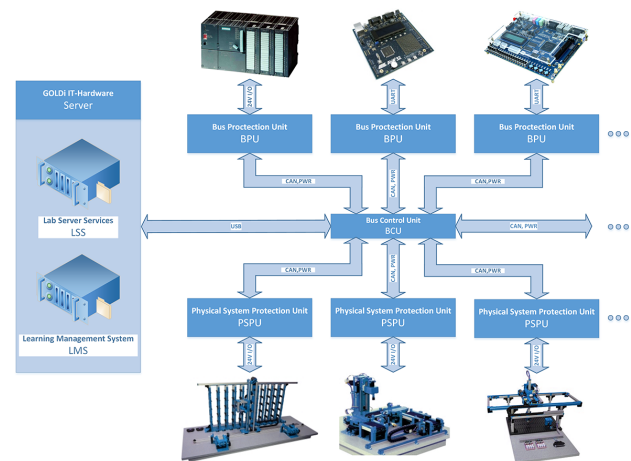 GOLDi IT-Hardware
Server
Lab Server Services
LSS
Learning Management System
LMS
24V I/O
UART
UART
Bus Proctection Unit
BPU
Bus Proctection Unit
BPU
Bus Proctection Unit
BPU
CAN,PWR
CAN, PWR
CAN,PWR
USB
Bus Control Unit
BCU
CAN, PWR
CAN,PWR
CAN, PWR
CAN,PWR
Physical System Protection Unit
PSPU
Physical System Protection Unit
PSPU
Physical System Protection Unit
PSPU
24V I/O
24V I/O
24V I/O